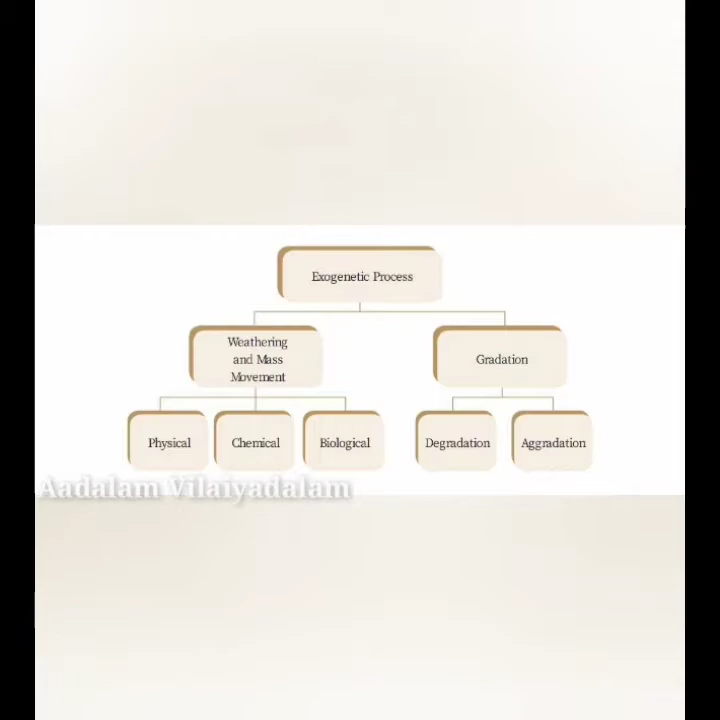 Exogenetic Process
Weathering
and Mass
Movement
Gradation
Physical
Chemical
Biological
Degradation
Aggradation
Aadalam Vilaiyadalam